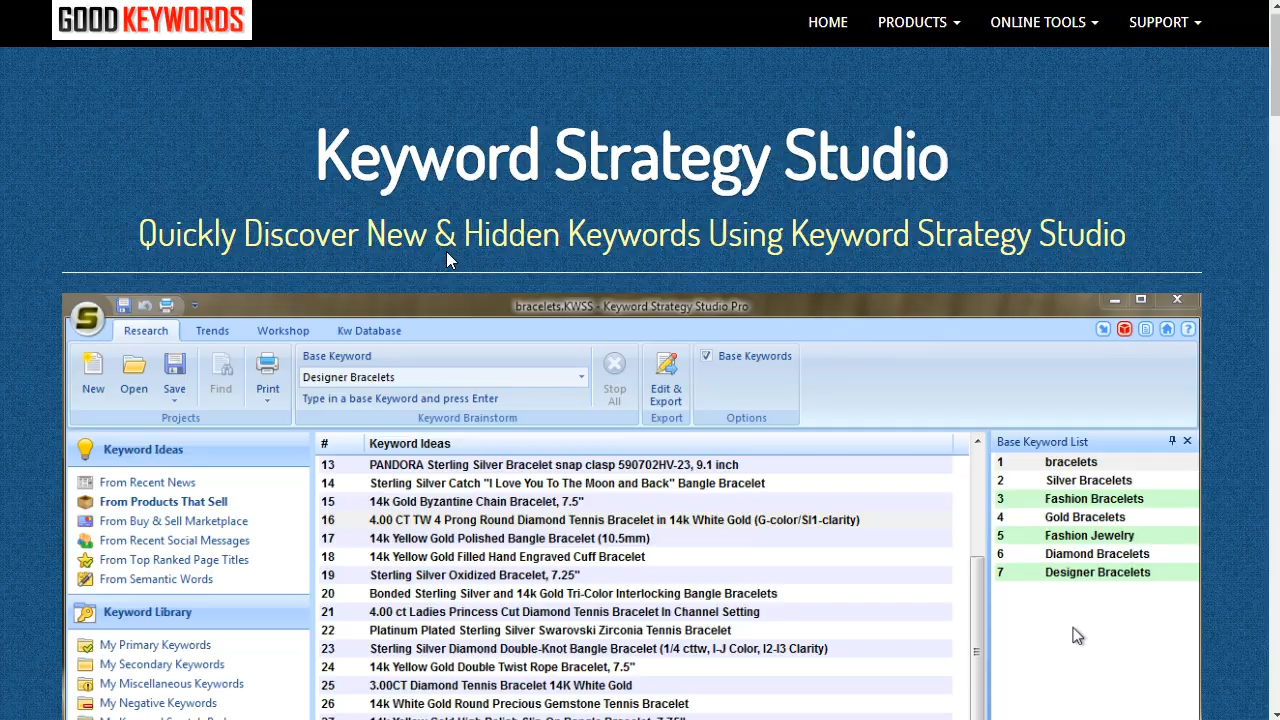 GOOD KEYWORDS
HOME PRODUCTS ONLINE TOOLS SUPPORT
Keyword Strategy Studio
Quickly Discover New & Hidden Keywords Using Keyword Strategy Studio
bracelets.KWSS - Keyword Strategy Studio Pro
S
Research Trends Workshop Kw Database
Base Keyword
Base Keywords
Designer Bracelets
Type in a base Keyword and press Enter
New Open Save Find Print
Stop All
Edit & Export
Projects Keyword Brainstorm Export Options
Keyword Ideas
From Recent News
From Products That Sell
From Buy & Sell Marketplace
From Recent Social Messages
From Top Ranked Page Titles
From Semantic Words
Keyword Library
My Primary Keywords
My Secondary Keywords
My Miscellaneous Keywords
My Negative Keywords
# Keyword Ideas
13 PANDORA Sterling Silver Bracelet snap clasp 590702HV-23, 9.1 inch
14 Sterling Silver Catch "I Love You To The Moon and Back" Bangle Bracelet
15 14k Gold Byzantine Chain Bracelet, 7.5"
16 4.00 CT TW 4 Prong Round Diamond Tennis Bracelet in 14k White Gold (G-color/SI1-clarity)
17 14k Yellow Gold Polished Bangle Bracelet (10.5mm)
18 14k Yellow Gold Filled Hand Engraved Cuff Bracelet
19 Sterling Silver Oxidized Bracelet, 7.25"
20 Bonded Sterling Silver and 14k Gold Tri-Color Interlocking Bangle Bracelets
21 4.00 ct Ladies Princess Cut Diamond Tennis Bracelet In Channel Setting
22 Platinum Plated Sterling Silver Swarovski Zirconia Tennis Bracelet
23 Sterling Silver Diamond Double-Knot Bangle Bracelet (1/4 cttw, I-J Color, I2-I3 Clarity)
24 14k Yellow Gold Double Twist Rope Bracelet, 7.5"
25 3.00CT Diamond Tennis Bracelet 14K White Gold
26 14k White Gold Round Precious Gemstone Tennis Bracelet
Base Keyword List
1 bracelets
2 Silver Bracelets
3 Fashion Bracelets
4 Gold Bracelets
5 Fashion Jewelry
6 Diamond Bracelets
7 Designer Bracelets